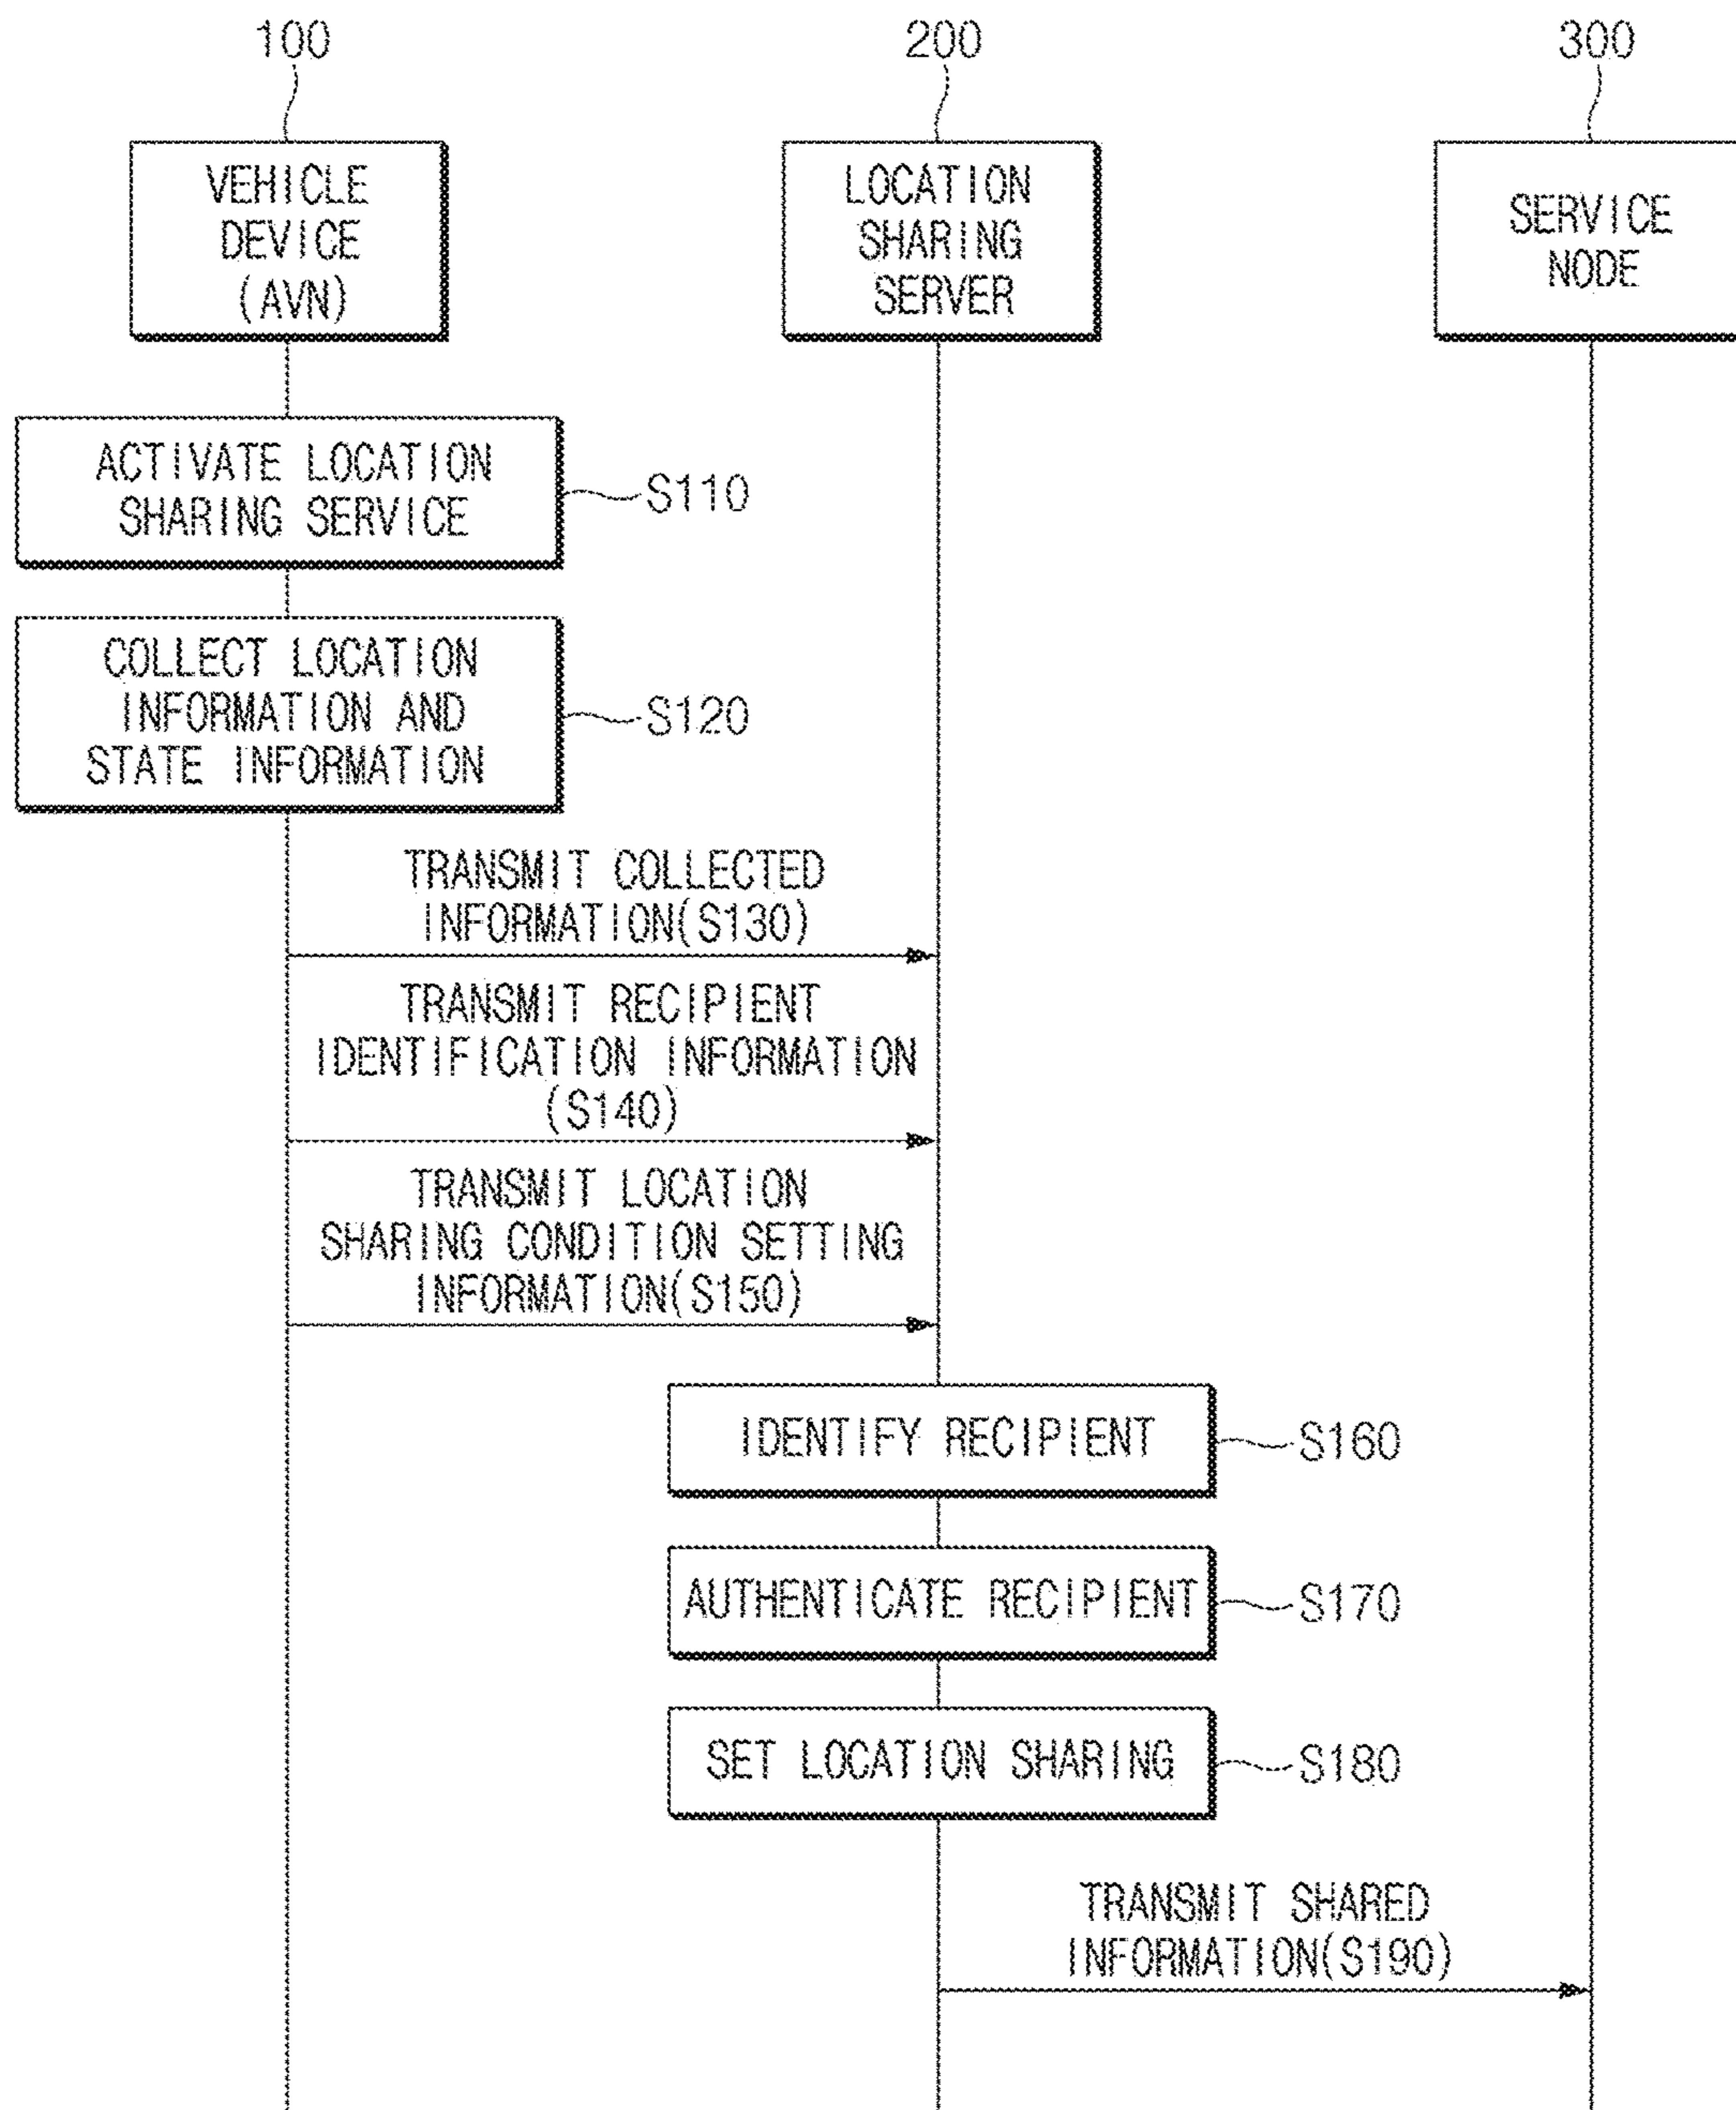 100
200
300
VEHICLE
DEVICE
(AVN)
LOCATION
SHARING
SERVER
SERVICE
NODE
ACTIVATE LOCATION
SHARING SERVICE
S110
COLLECT LOCATION
INFORMATION AND
STATE INFORMATION
S120
TRANSMIT COLLECTED
INFORMATION(S130)
TRANSMIT RECIPIENT
IDENTIFICATION INFORMATION
(S140)
TRANSMIT LOCATION
SHARING CONDITION SETTING
INFORMATION(S150)
IDENTIFY RECIPIENT
S160
AUTHENTICATE RECIPIENT
S170
SET LOCATION SHARING
S180
TRANSMIT SHARED
INFORMATION(S190)